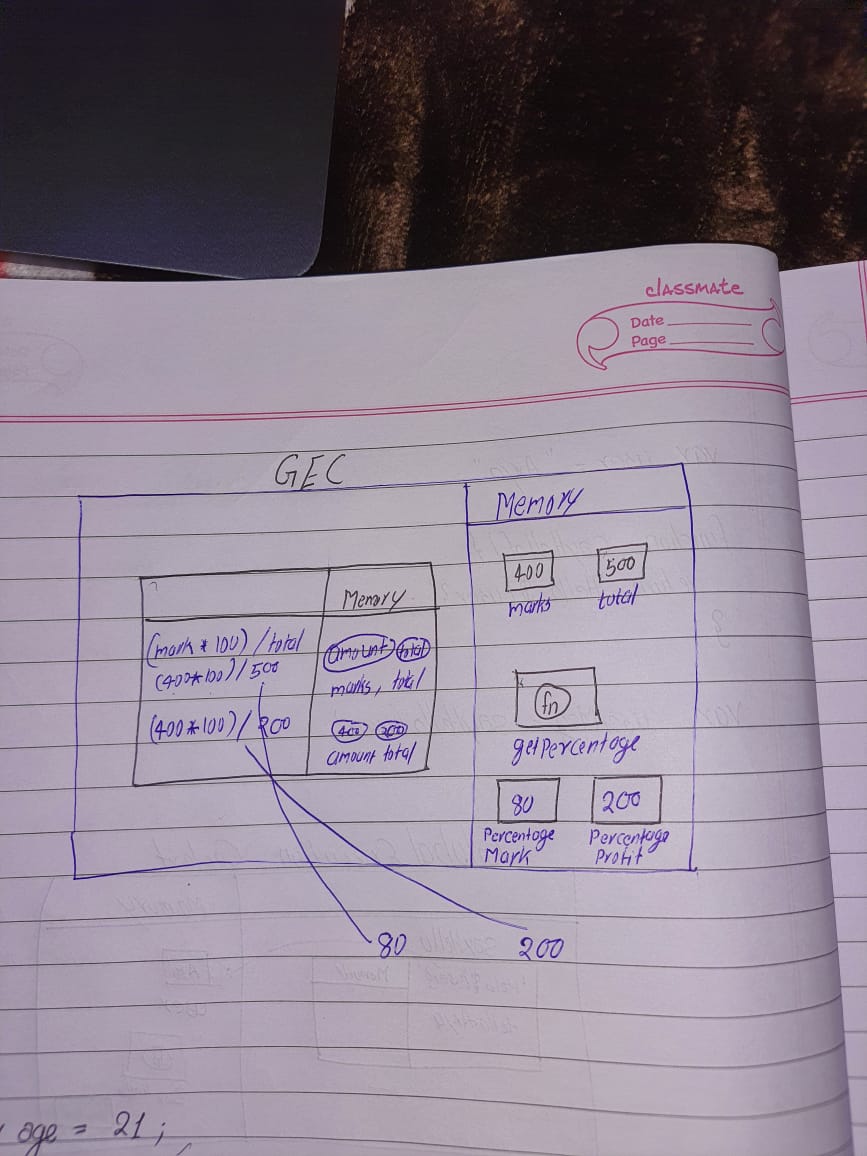 classmate
Date
Page
GEC
Memory
400 500
marks total
Memory
(mark * 100) / total
(400*100) / 500
amount total
marks, total
(400*100) / 200
400 200
amount total
fn
getPercentage
80 200
Percentage Mark
Percentage Profit
80 200
age = 21 ;